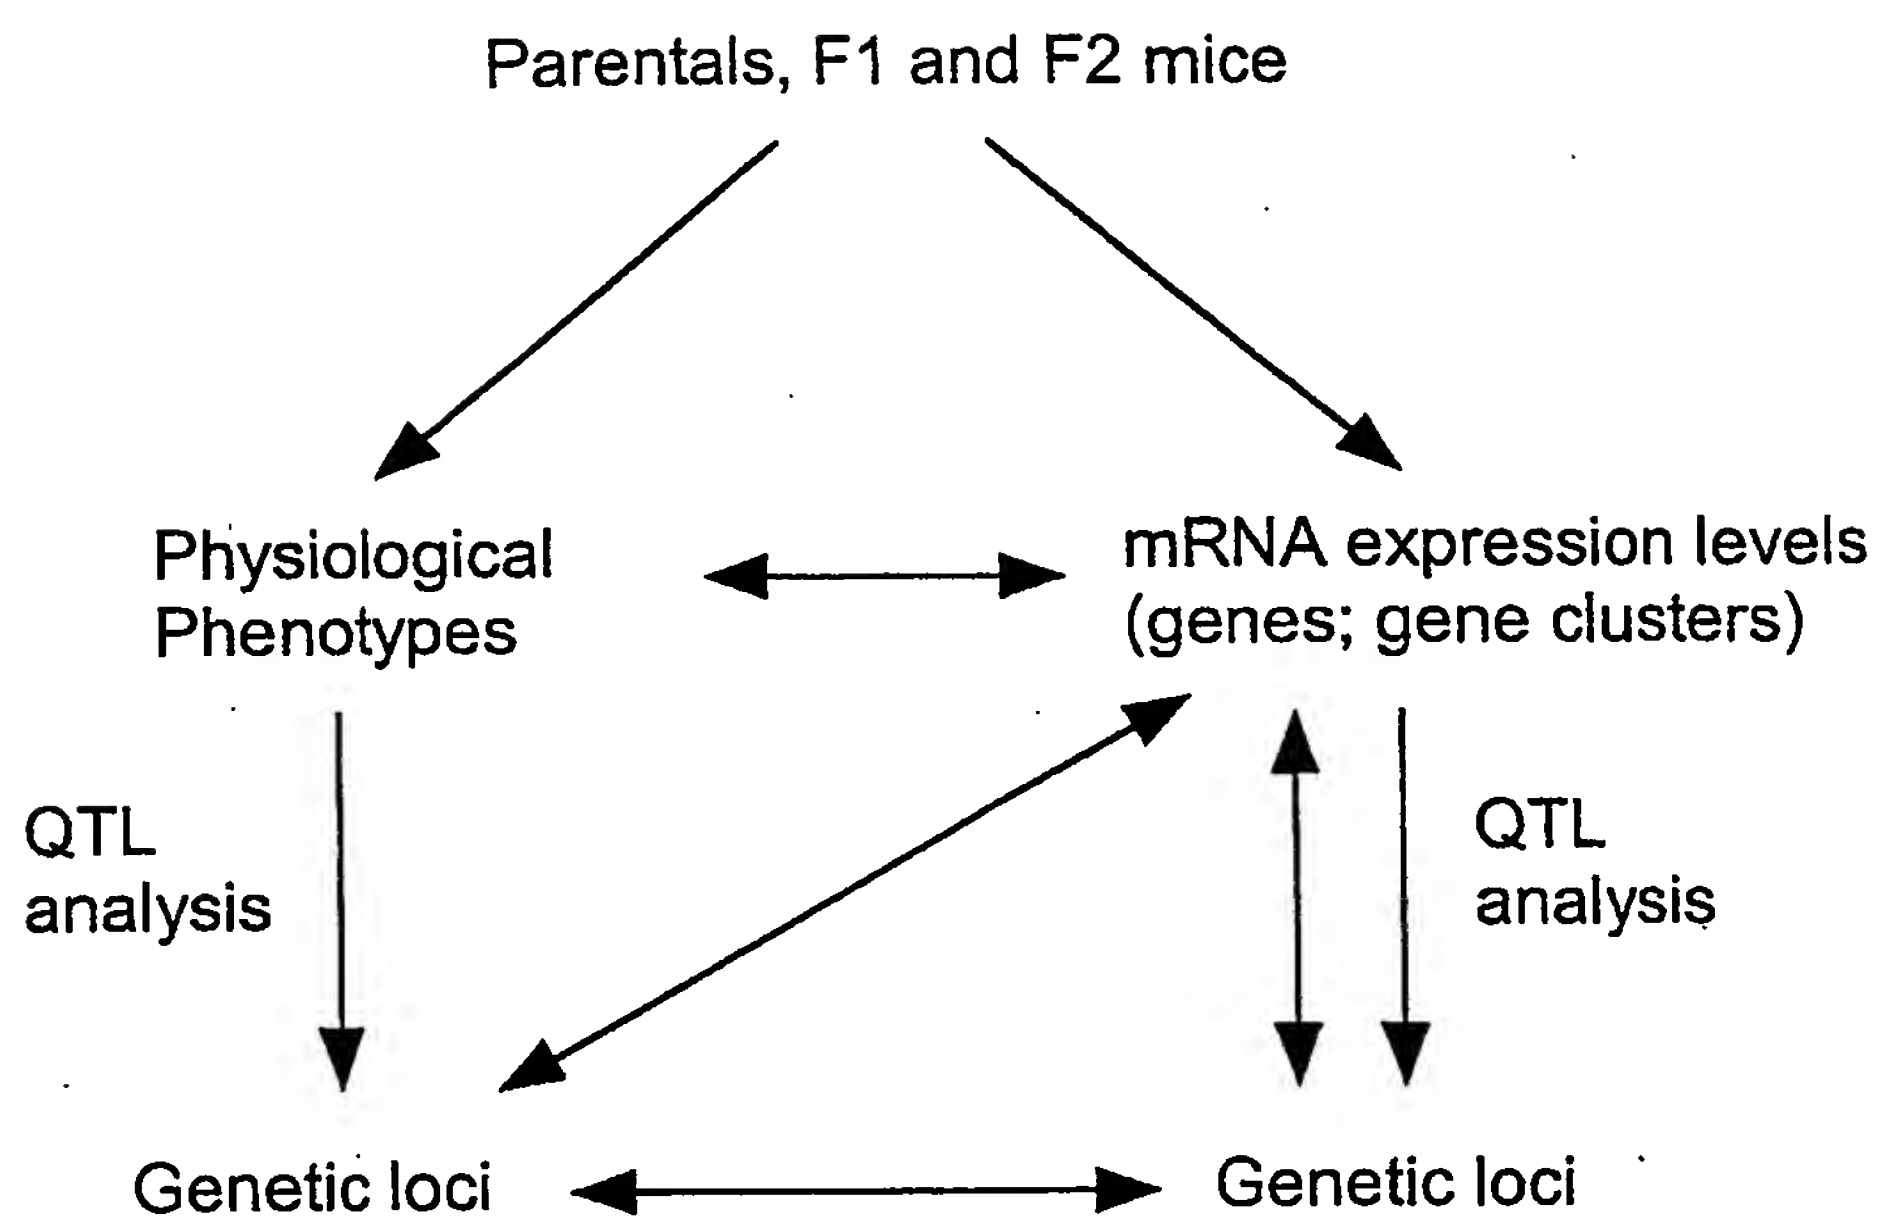 Parentals, F1 and F2 mice
Physiological
Phenotypes
mRNA expression levels
(genes; gene clusters)
QTL
analysis
QTL
analysis
Genetic loci
Genetic loci